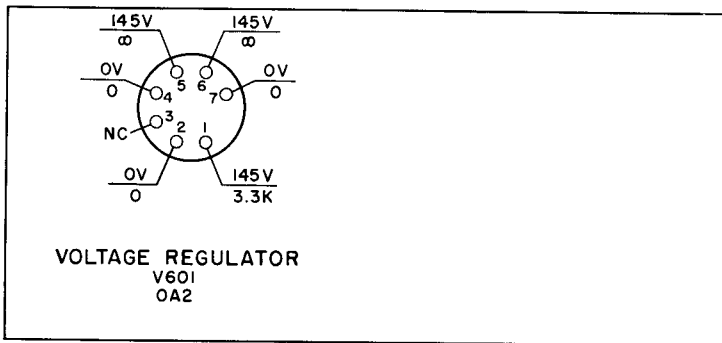 145V 145V
∞ ∞
0V 5 6 0V
0 4 7 0
NC 3 2 1
0V 145V
0 3.3K
VOLTAGE REGULATOR
V601
0A2